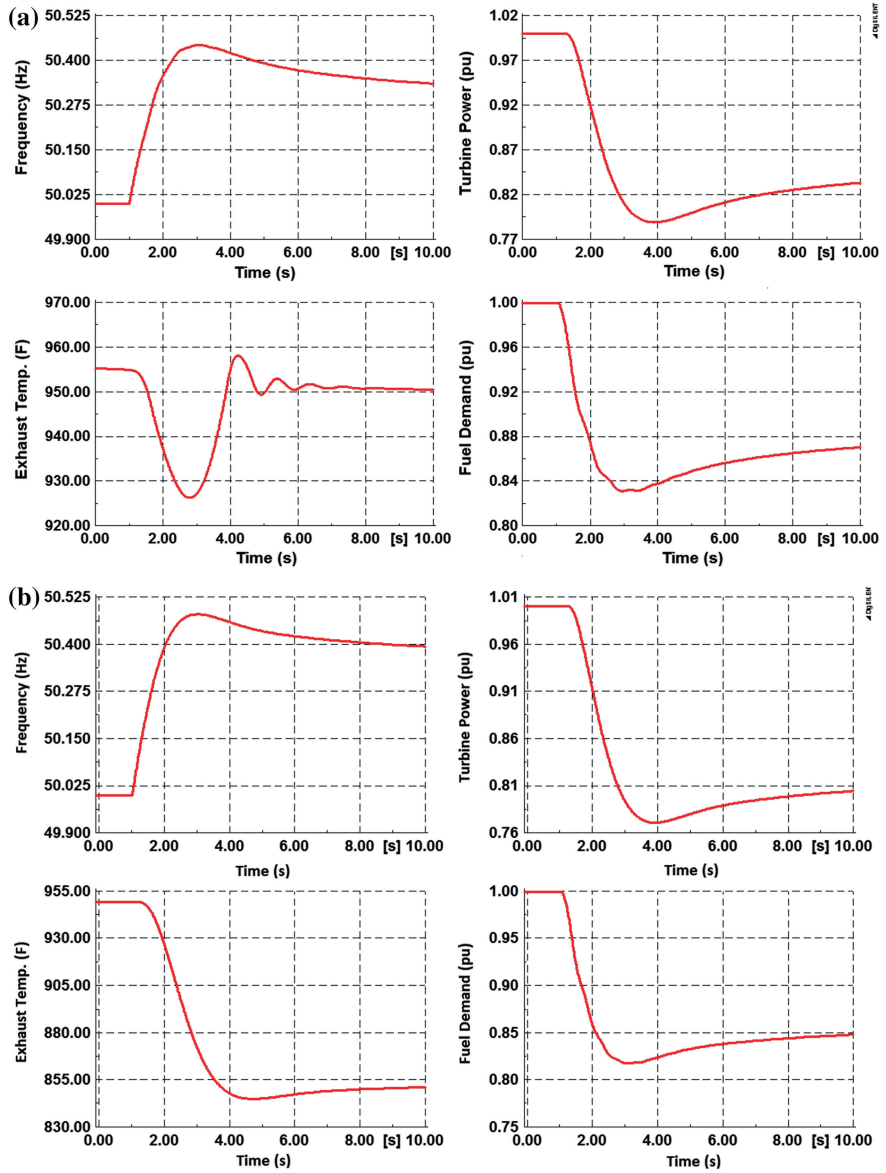 (a)
50.525
50.400
50.275
50.150
50.025
49.900
Frequency (Hz)
0.00 2.00 4.00 6.00 8.00 [s] 10.00
Time (s)
1.02
0.97
0.92
0.87
0.82
0.77
Turbine Power (pu)
0.00 2.00 4.00 6.00 8.00 [s] 10.00
Time (s)
DIgSILENT
970.00
960.00
950.00
940.00
930.00
920.00
Exhaust Temp. (F)
0.00 2.00 4.00 6.00 8.00 [s] 10.00
Time (s)
1.00
0.96
0.92
0.88
0.84
0.80
Fuel Demand (pu)
0.00 2.00 4.00 6.00 8.00 [s] 10.00
Time (s)
(b)
50.525
50.400
50.275
50.150
50.025
49.900
Frequency (Hz)
0.00 2.00 4.00 6.00 8.00 [s] 10.00
Time (s)
1.01
0.96
0.91
0.86
0.81
0.76
Turbine Power (pu)
0.00 2.00 4.00 6.00 8.00 [s] 10.00
Time (s)
DIgSILENT
955.00
930.00
905.00
880.00
855.00
830.00
Exhaust Temp. (F)
0.00 2.00 4.00 6.00 8.00 [s] 10.00
Time (s)
1.00
0.95
0.90
0.85
0.80
0.75
Fuel Demand (pu)
0.00 2.00 4.00 6.00 8.00 [s] 10.00
Time (s)